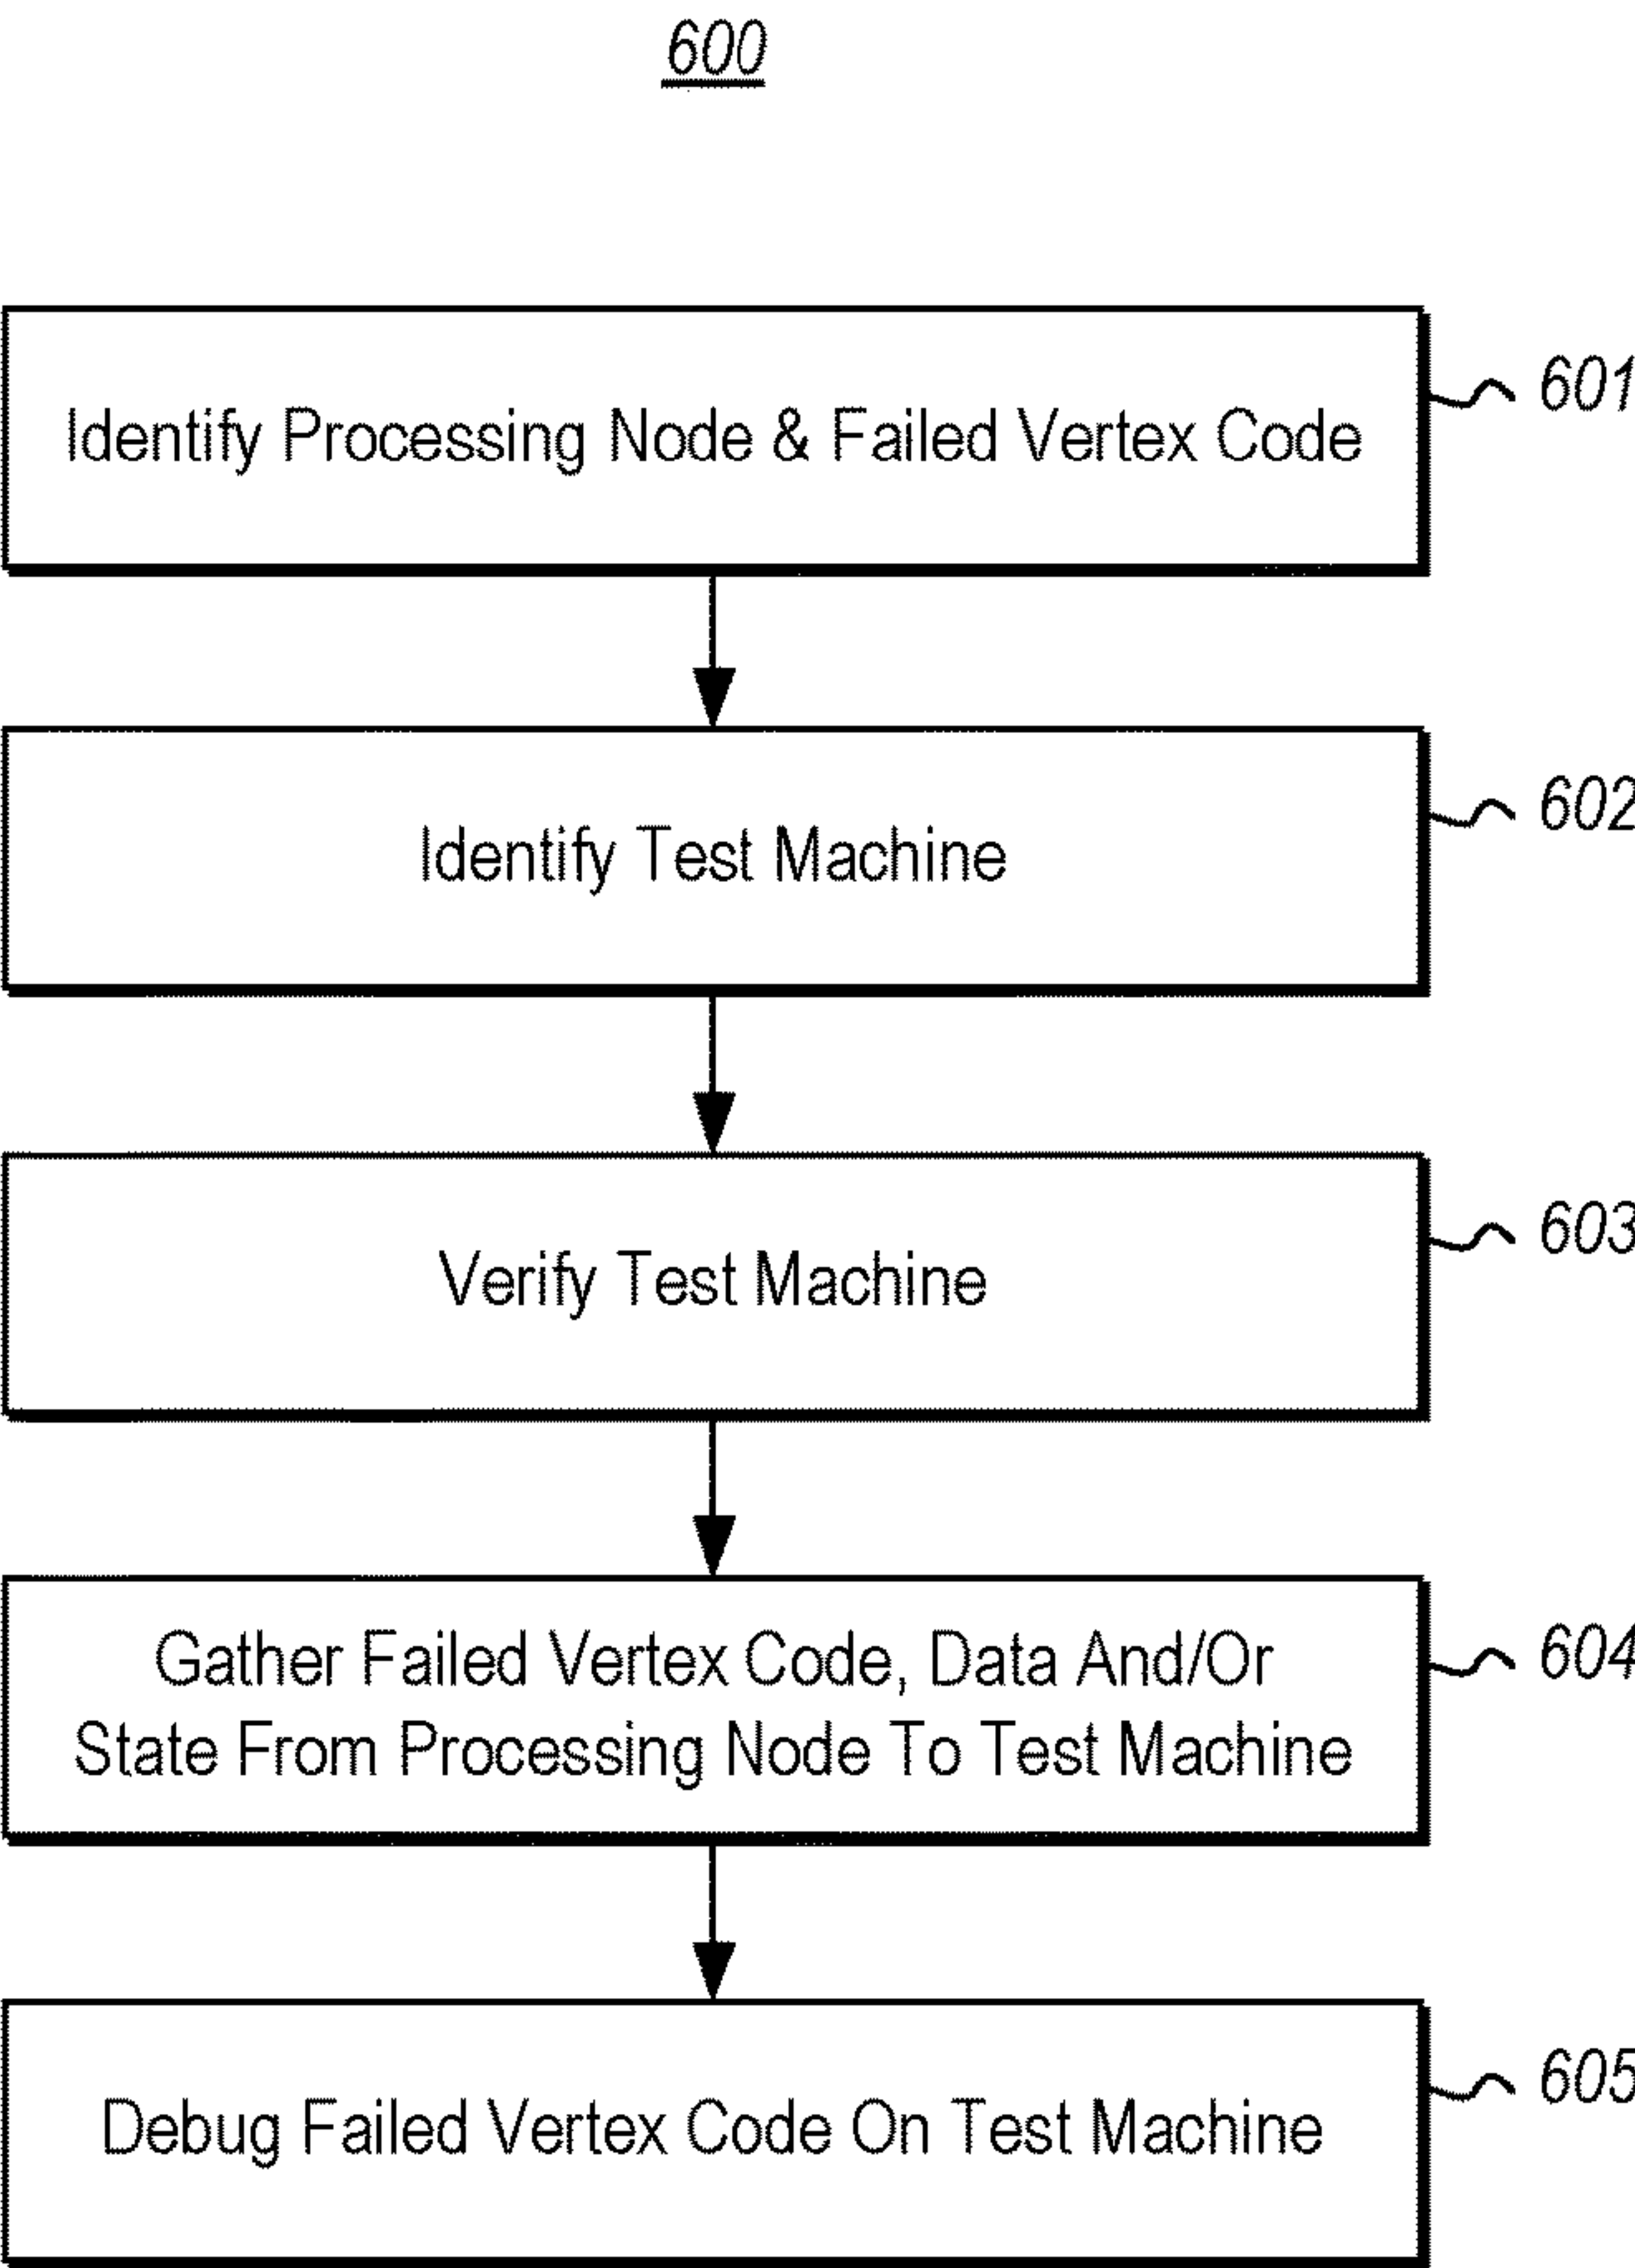 600
Identify Processing Node & Failed Vertex Code
601
Identify Test Machine
602
Verify Test Machine
603
Gather Failed Vertex Code, Data And/Or
State From Processing Node To Test Machine
604
Debug Failed Vertex Code On Test Machine
605